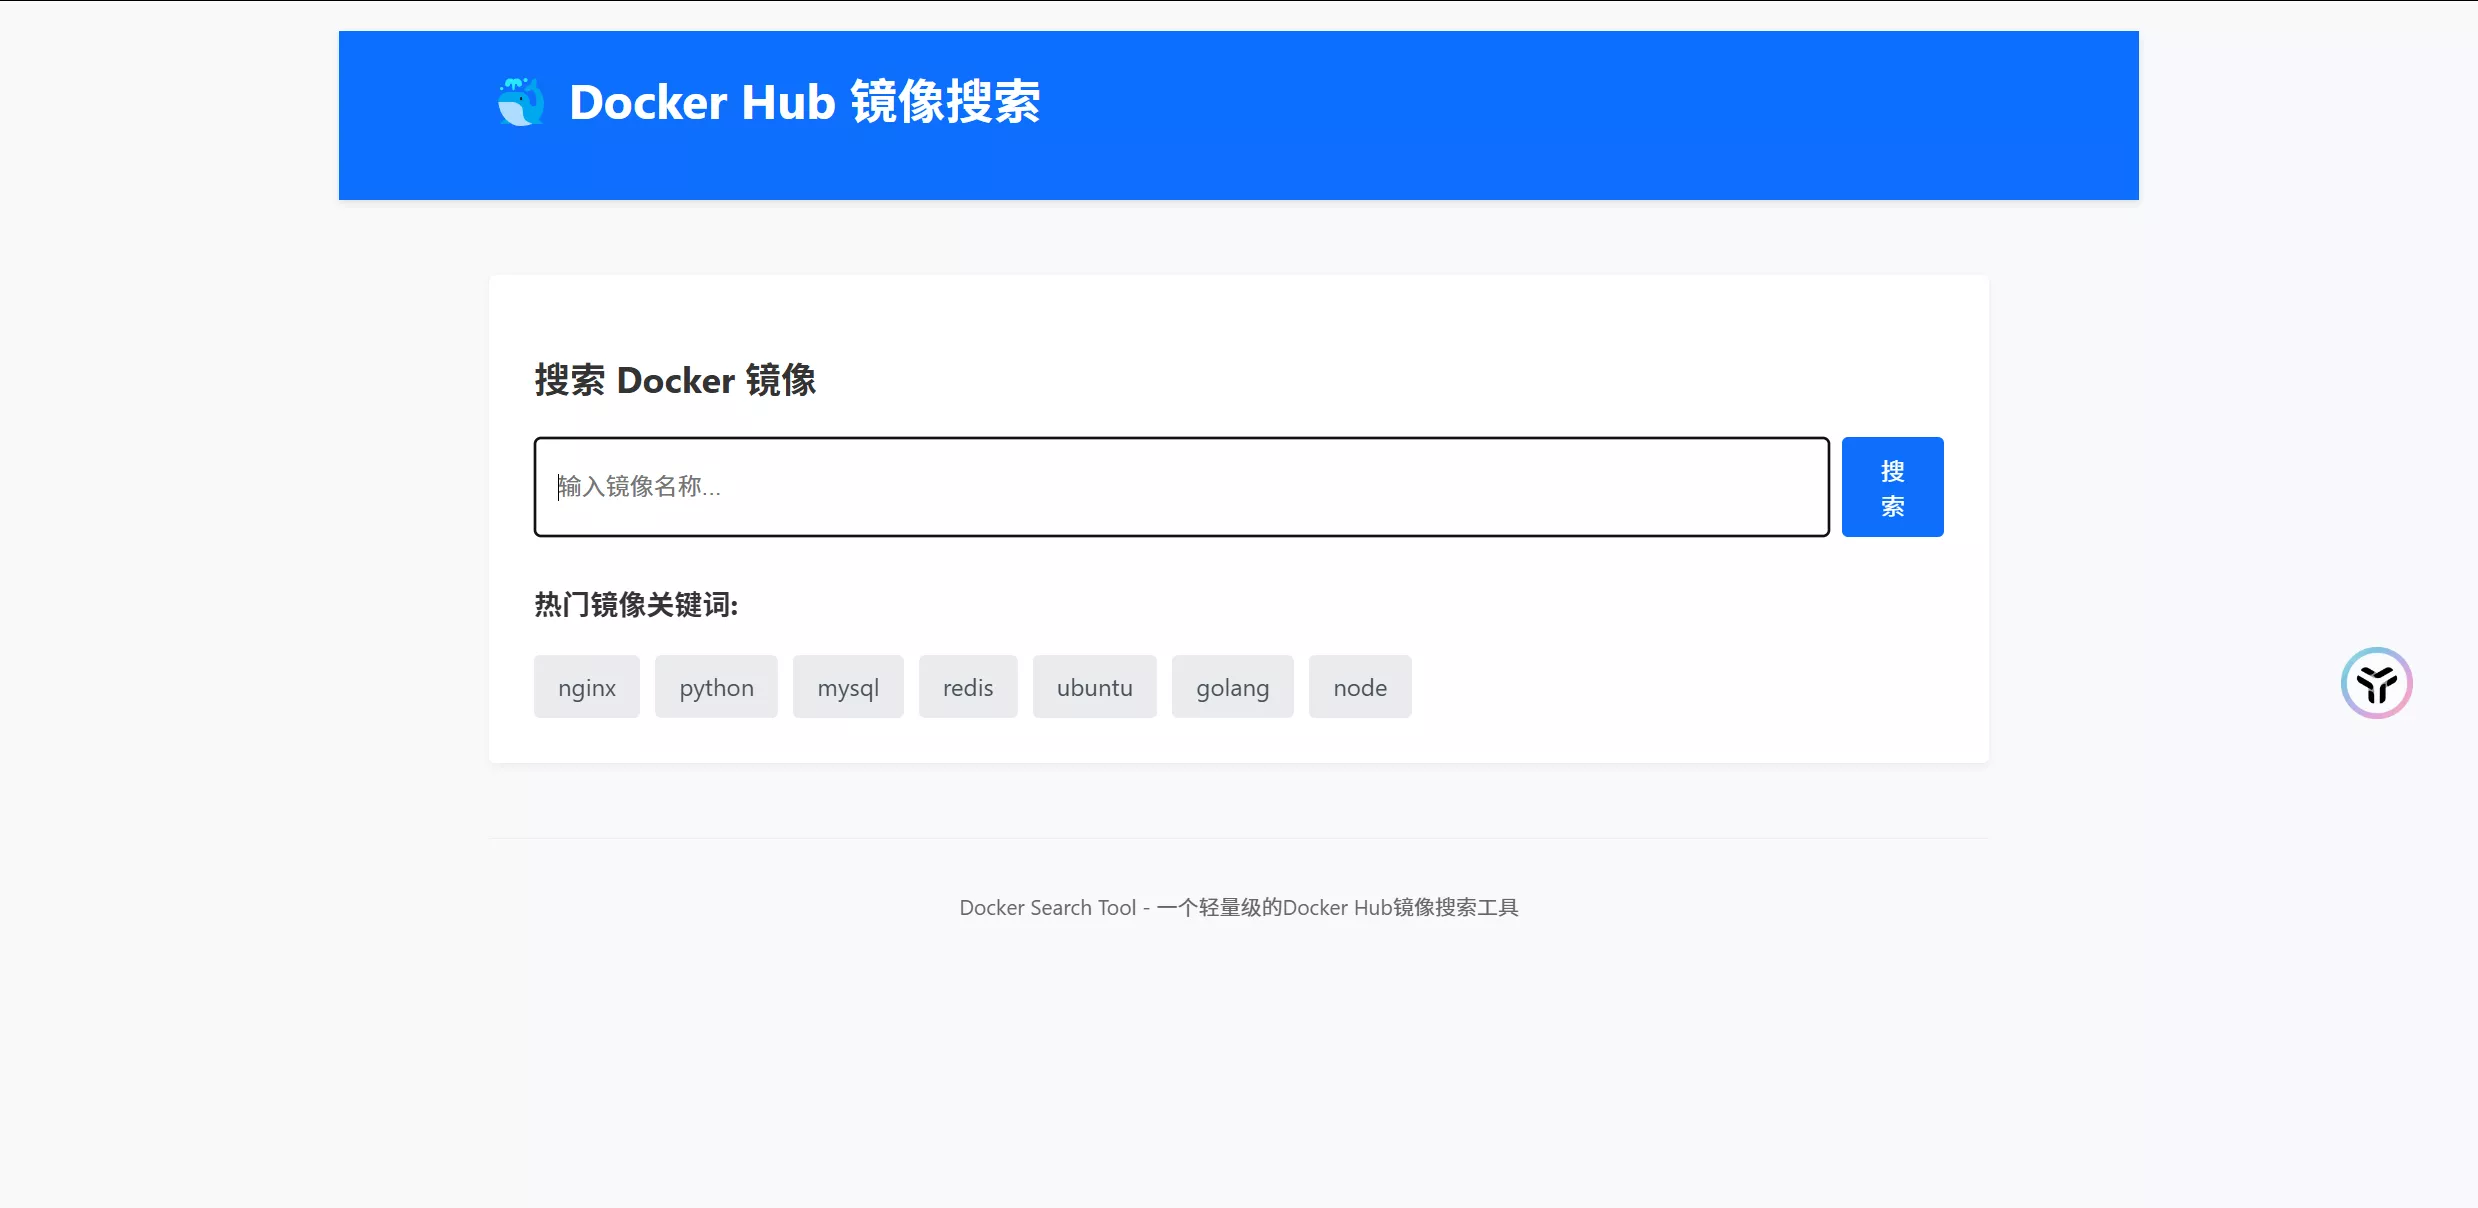 Docker Hub 镜像搜索
搜索 Docker 镜像
输入镜像名称...
搜
索
热门镜像关键词:
nginx python mysql redis ubuntu golang node
Docker Search Tool - 一个轻量级的Docker Hub镜像搜索工具